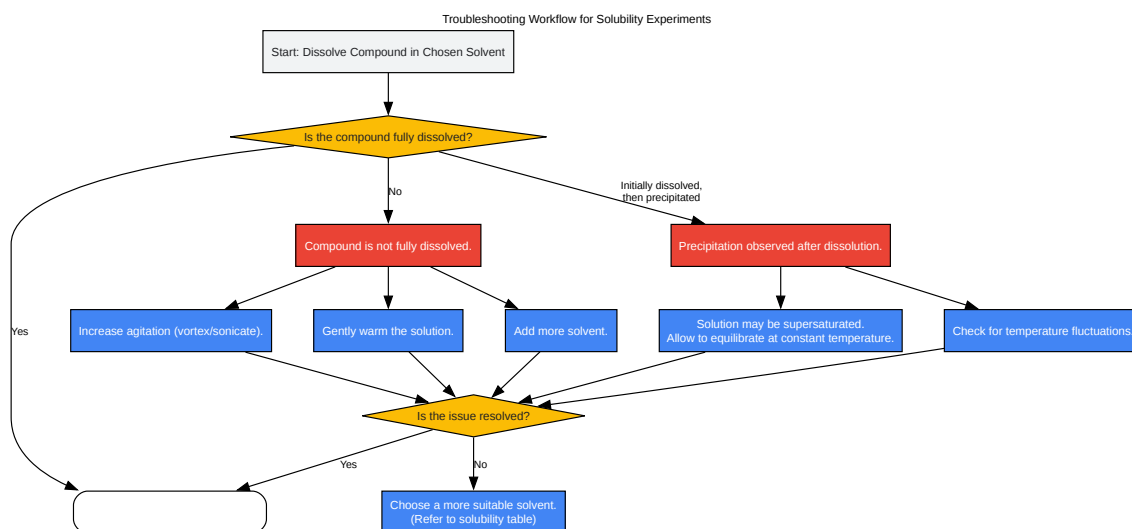 Troubleshooting Workflow for Solubility Experiments
Start: Dissolve Compound in Chosen Solvent
Is the compound fully dissolved?
No
Initially dissolved,
then precipitated
Compound is not fully dissolved.
Precipitation observed after dissolution.
Yes
Increase agitation (vortex/sonicate).
Gently warm the solution.
Add more solvent.
Solution may be supersaturated.
Allow to equilibrate at constant temperature.
Check for temperature fluctuations.
Is the issue resolved?
Yes
No
Choose a more suitable solvent.
(Refer to solubility table)